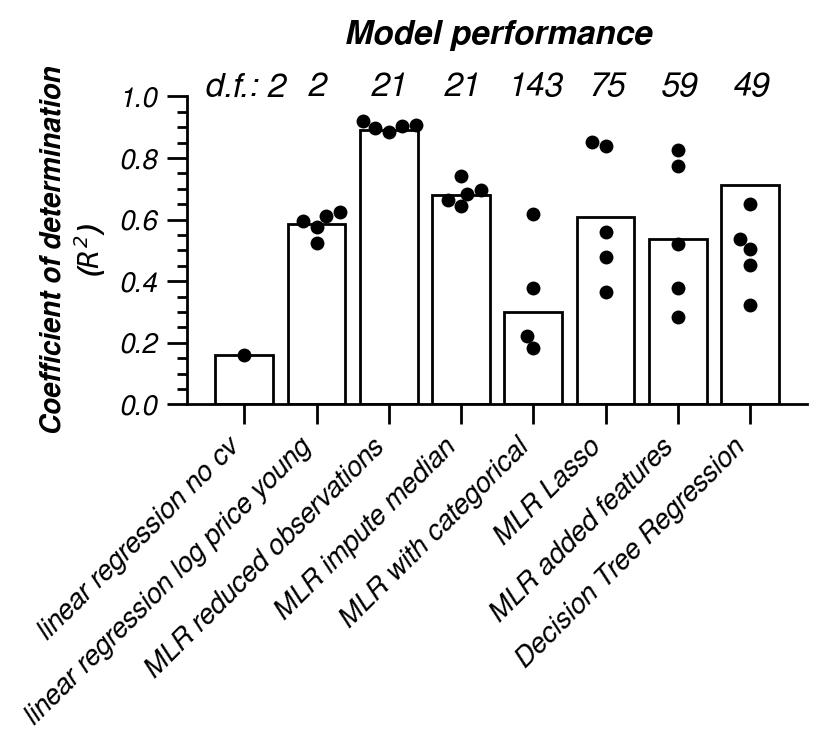 Model performance
d.f.: 2 2 21 21 143 75 59 49
Coefficient of determination
(R²)
1.0
0.8
0.6
0.4
0.2
0.0
linear regression no cv
linear regression log price young
MLR reduced observations
MLR impute median
MLR with categorical
MLR Lasso
MLR added features
Decision Tree Regression